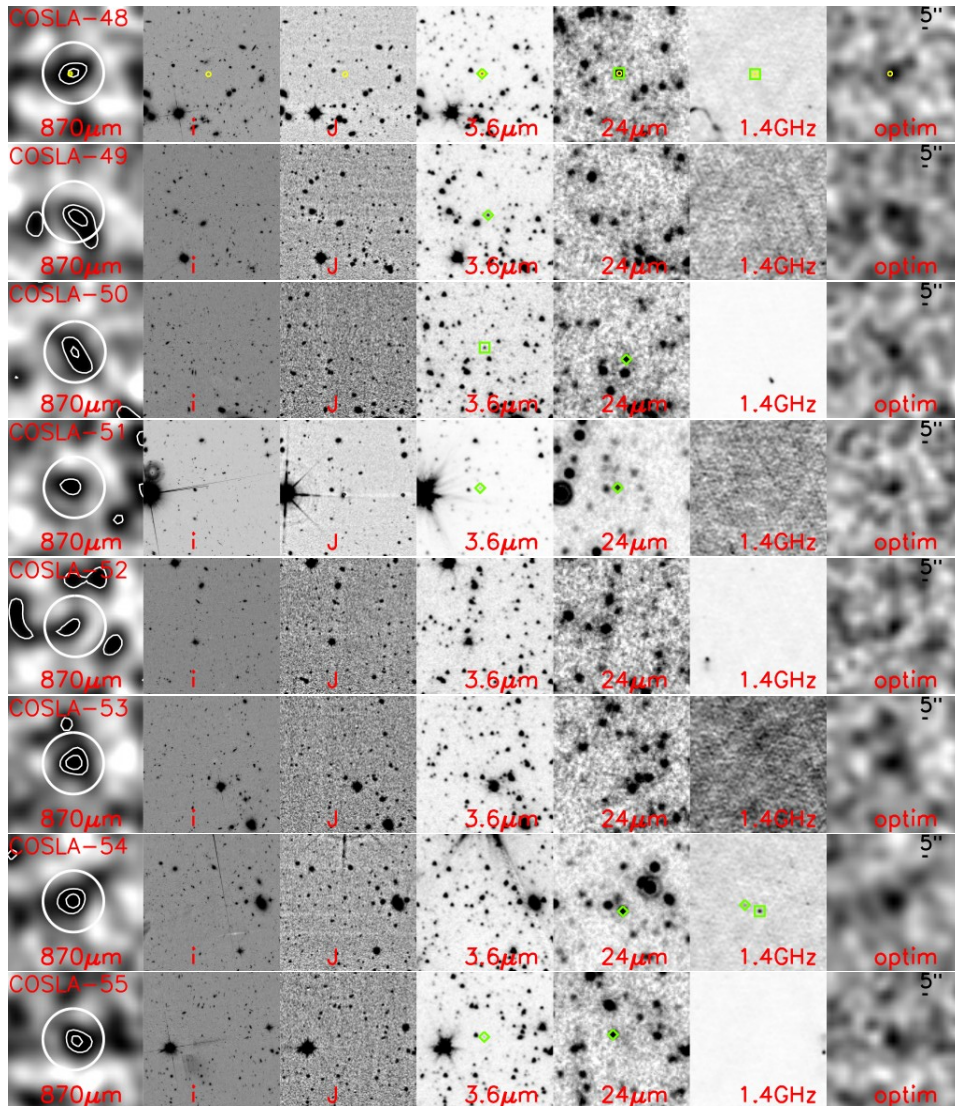 COSLA-48 5''
870μm i J 3.6μm 24μm 1.4GHz optim
COSLA-49 5''
870μm i J 3.6μm 24μm 1.4GHz optim
COSLA-50 5''
870μm i J 3.6μm 24μm 1.4GHz optim
COSLA-51 5''
870μm i J 3.6μm 24μm 1.4GHz optim
COSLA-52 5''
870μm i J 3.6μm 24μm 1.4GHz optim
COSLA-53 5''
870μm i J 3.6μm 24μm 1.4GHz optim
COSLA-54 5''
870μm i J 3.6μm 24μm 1.4GHz optim
COSLA-55 5''
870μm i J 3.6μm 24μm 1.4GHz optim